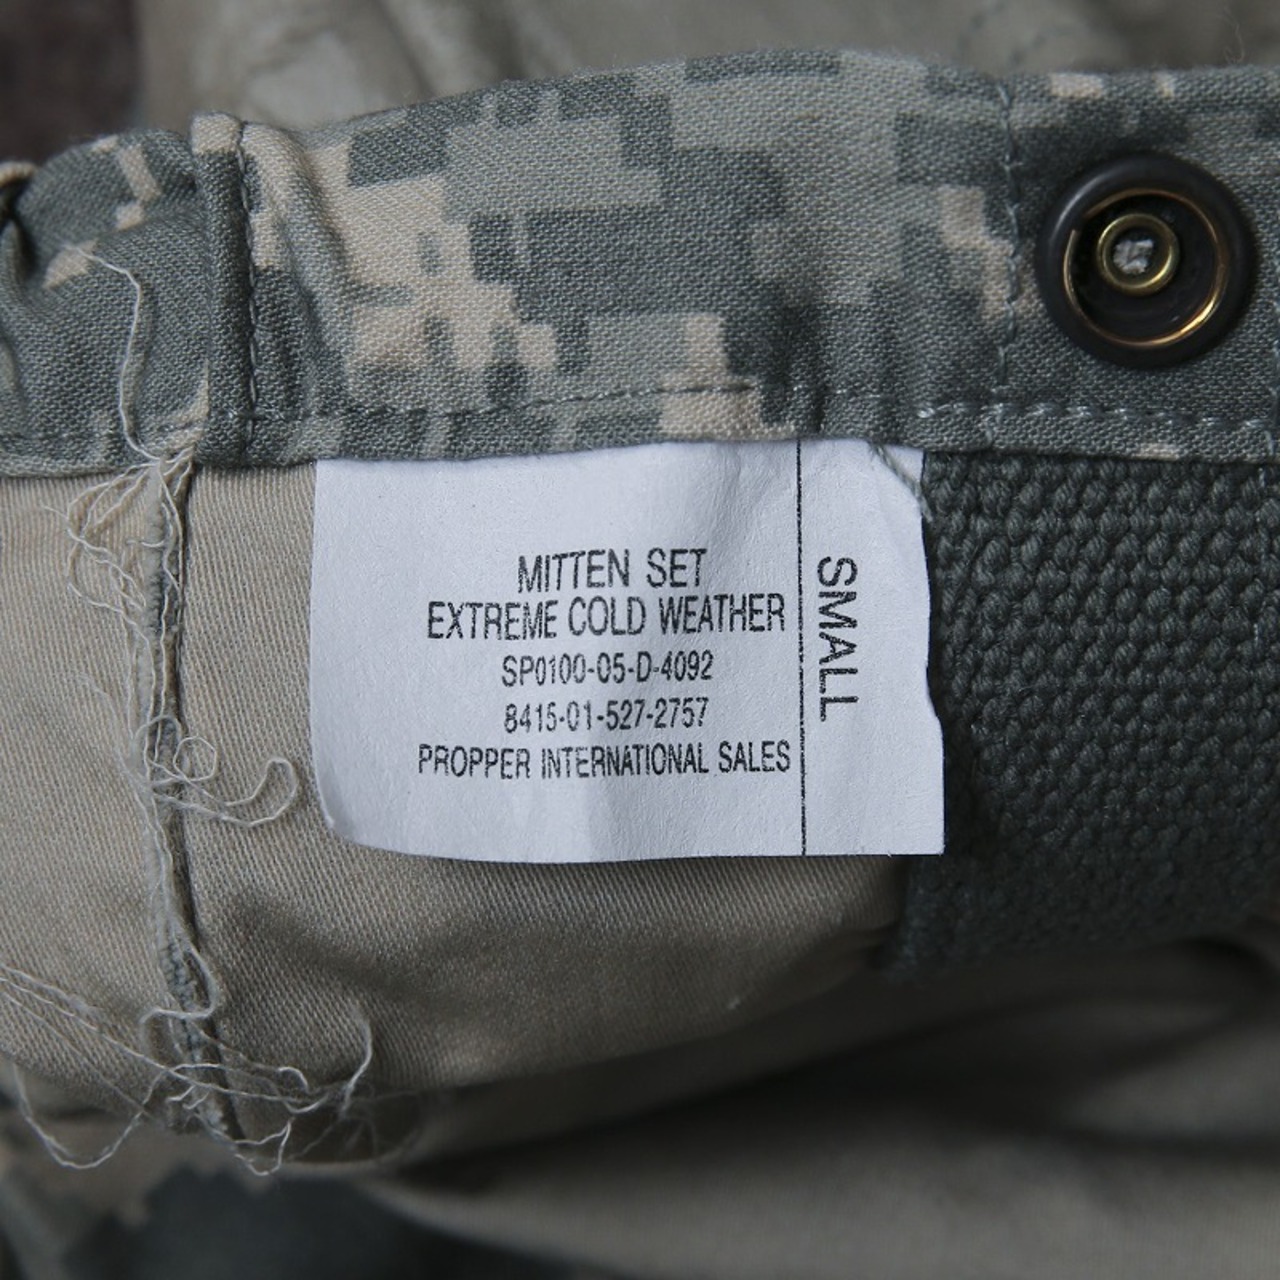 MITTEN SET
EXTREME COLD WEATHER
SP0100-05-D-4092
8415-01-527-2757
PROPPER INTERNATIONAL SALES
SMALL